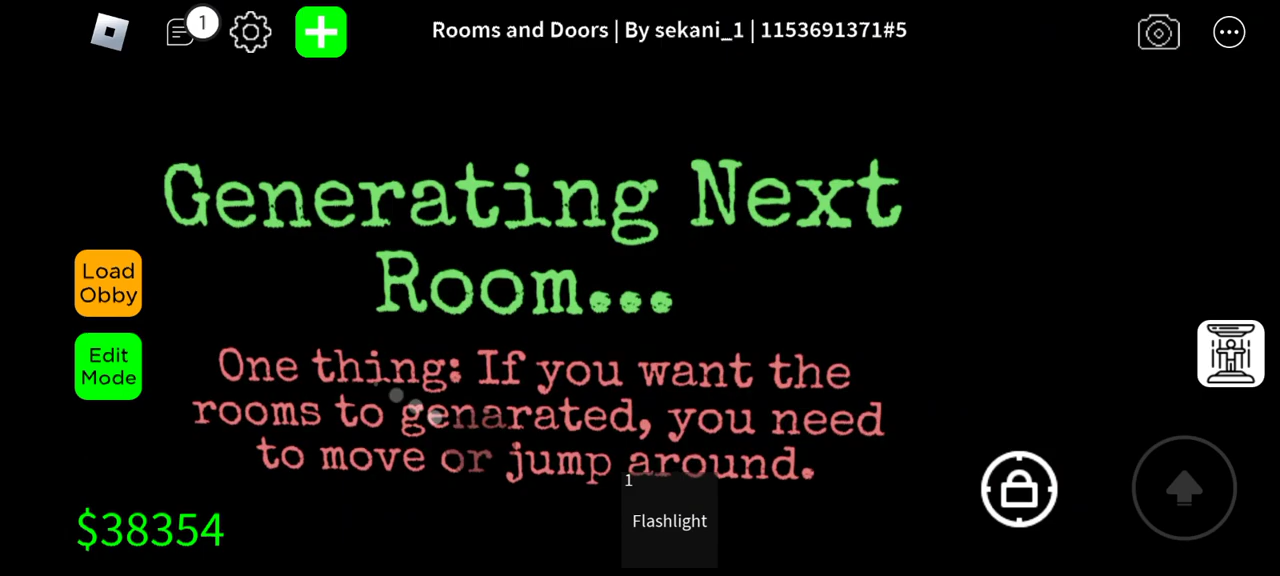 1
Rooms and Doors | By sekani_1 | 1153691371#5
Generating Next
Room...
Load
Obby
Edit
Mode
One thing: If you want the
rooms to genarated, you need
to move or jump around.
1
Flashlight
$38354